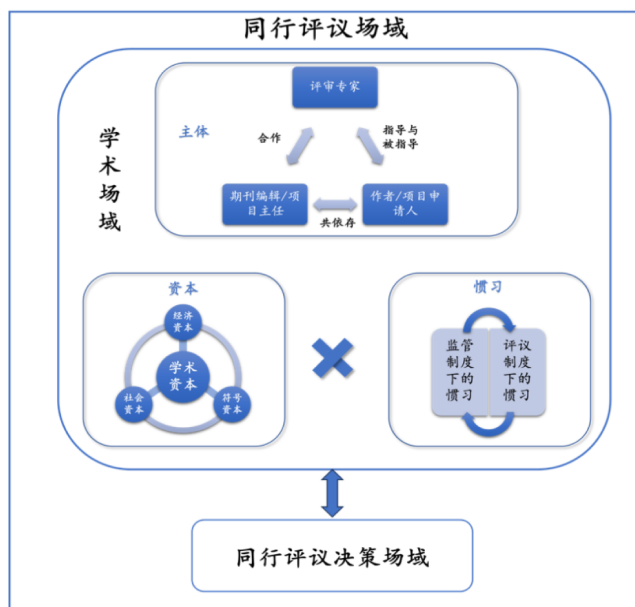 同行评议场域
学术场域
主体
评审专家
合作
指导与
被指导
期刊编辑/项
目主任
作者/项目申
请人
共依存
资本
经济
资本
学术
资本
社会
资本
符号
资本
惯习
监管
制度
下的
惯习
评议
制度
下的
惯习
同行评议决策场域